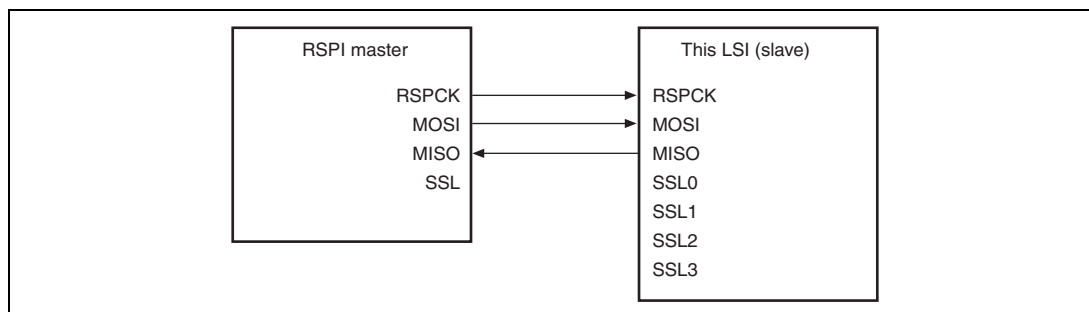 RSPI master
RSPCK
MOSI
MISO
SSL
This LSI (slave)
RSPCK
MOSI
MISO
SSL0
SSL1
SSL2
SSL3